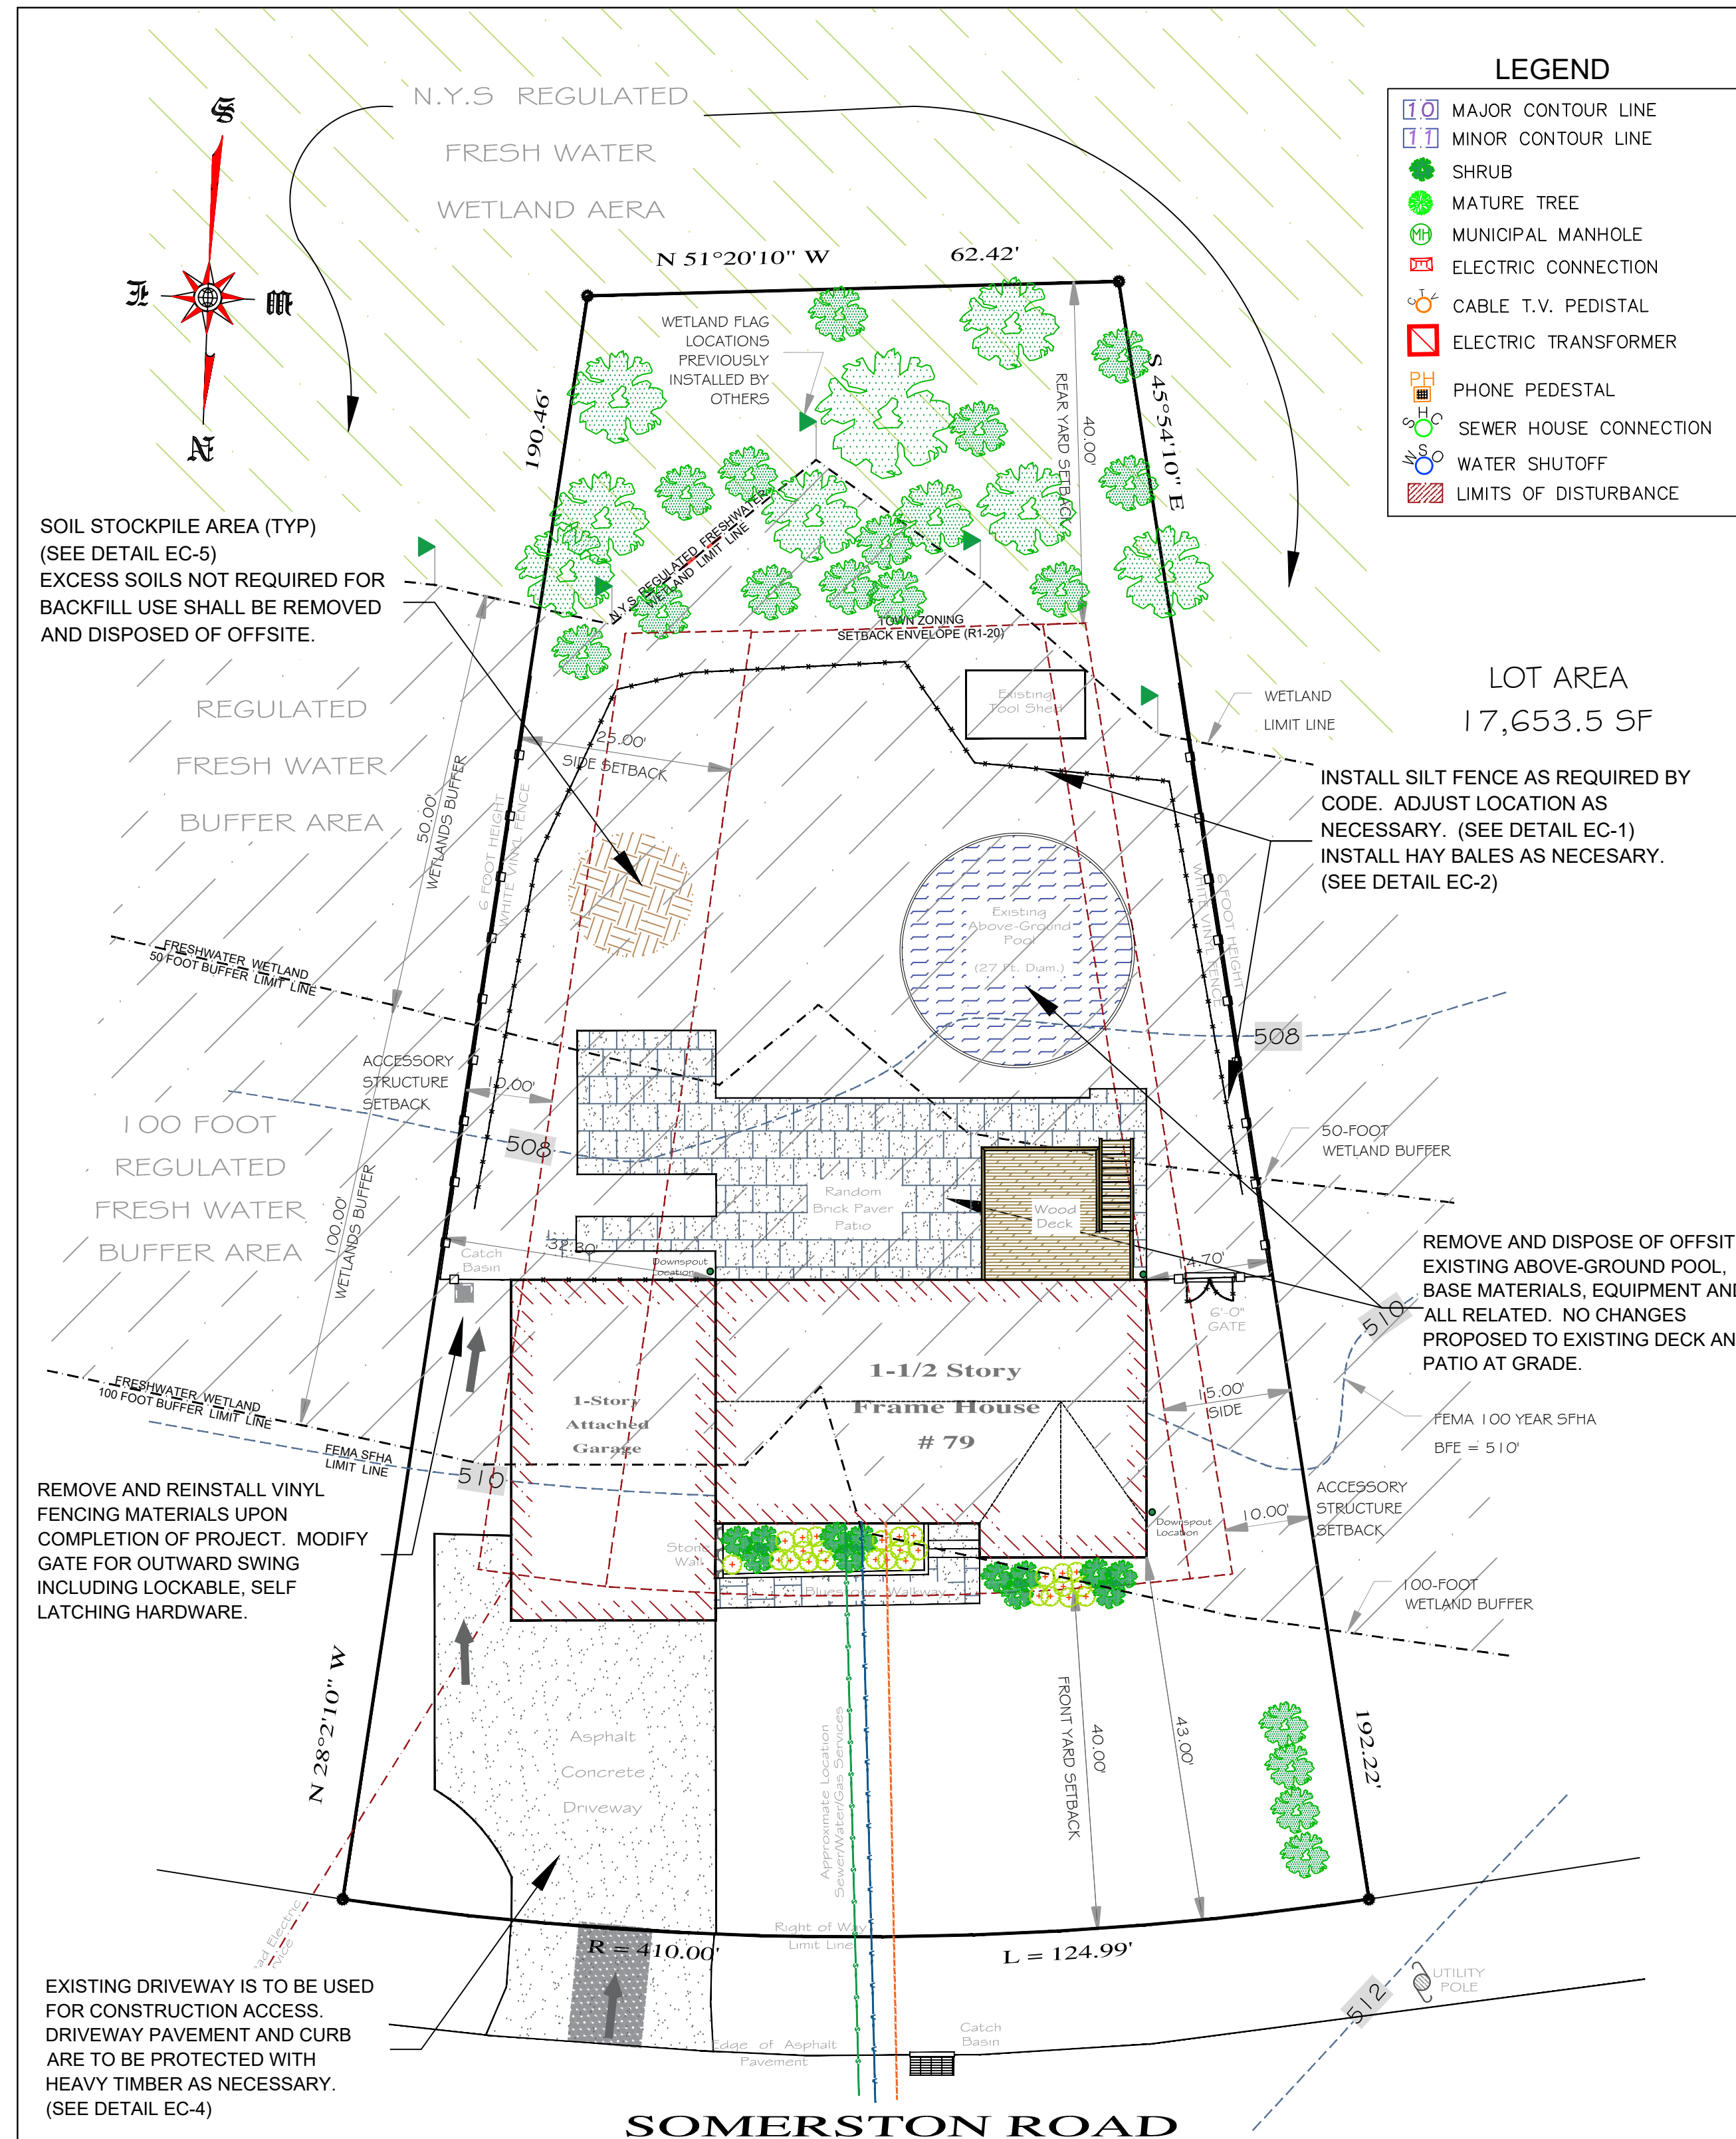 LEGEND
10 MAJOR CONTOUR LINE
11 MINOR CONTOUR LINE
SHRUB
MATURE TREE
MH MUNICIPAL MANHOLE
ELECTRIC CONNECTION
CTV CABLE T.V. PEDISTAL
ELECTRIC TRANSFORMER
PH PHONE PEDESTAL
SHC SEWER HOUSE CONNECTION
WSO WATER SHUTOFF
LIMITS OF DISTURBANCE
N.Y.S REGULATED
FRESH WATER
WETLAND AERA
S
E
W
N
N 51°20'10" W
62.42'
WETLAND FLAG
LOCATIONS
PREVIOUSLY
INSTALLED BY
OTHERS
190.46'
S 45°54'10" E
REAR YARD SETBACK
40.00'
N.Y.S REGULATED FRESHWATER
WETLAND LIMIT LINE
SOIL STOCKPILE AREA (TYP)
(SEE DETAIL EC-5)
EXCESS SOILS NOT REQUIRED FOR
BACKFILL USE SHALL BE REMOVED
AND DISPOSED OF OFFSITE.
TOWN ZONING
SETBACK ENVELOPE (R1-20)
REGULATED
FRESH WATER
BUFFER AREA
LOT AREA
17,653.5 SF
Existing
Tool Shed
WETLAND
LIMIT LINE
25.00'
SIDE SETBACK
50.00'
WETLANDS BUFFER
6 FOOT HEIGHT
WHITE VINYL FENCE
INSTALL SILT FENCE AS REQUIRED BY
CODE. ADJUST LOCATION AS
NECESSARY. (SEE DETAIL EC-1)
INSTALL HAY BALES AS NECESARY.
(SEE DETAIL EC-2)
6 FOOT HEIGHT
WHITE VINYL FENCE
Existing
Above-Ground
Pool
(27 Ft. Diam.)
FRESHWATER WETLAND
50 FOOT BUFFER LIMIT LINE
508
ACCESSORY
STRUCTURE
SETBACK
10.00'
508
100 FOOT
REGULATED
FRESH WATER
BUFFER AREA
100.00'
WETLANDS BUFFER
50-FOOT
WETLAND BUFFER
Random
Brick Paver
Patio
Wood
Deck
Catch
Basin
32.30'
Downspout
Location
14.70'
6'-0"
GATE
510
REMOVE AND DISPOSE OF OFFSIT
EXISTING ABOVE-GROUND POOL,
BASE MATERIALS, EQUIPMENT AND
ALL RELATED. NO CHANGES
PROPOSED TO EXISTING DECK AN
PATIO AT GRADE.
1-1/2 Story
Frame House
# 79
1-Story
Attached
Garage
15.00'
SIDE
FEMA 100 YEAR SFHA
BFE = 510'
FRESHWATER WETLAND
100 FOOT BUFFER LIMIT LINE
FEMA SFHA
LIMIT LINE
510
ACCESSORY
STRUCTURE
SETBACK
10.00'
Downspout
Location
REMOVE AND REINSTALL VINYL
FENCING MATERIALS UPON
COMPLETION OF PROJECT. MODIFY
GATE FOR OUTWARD SWING
INCLUDING LOCKABLE, SELF
LATCHING HARDWARE.
Stone
Wall
Bluestone Walkway
100-FOOT
WETLAND BUFFER
N 28°2'10" W
Asphalt
Concrete
Driveway
Approximate Location
Sewer/Water/Gas Services
FRONT YARD SETBACK
40.00'
43.00'
192.22'
Right of Way
Limit Line
R = 410.00'
L = 124.99'
512
UTILITY
POLE
EXISTING DRIVEWAY IS TO BE USED
FOR CONSTRUCTION ACCESS.
DRIVEWAY PAVEMENT AND CURB
ARE TO BE PROTECTED WITH
HEAVY TIMBER AS NECESSARY.
(SEE DETAIL EC-4)
Edge of Asphalt
Pavement
Catch
Basin
SOMERSTON ROAD